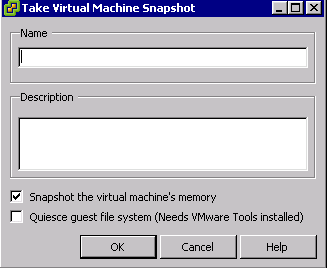 Take Virtual Machine Snapshot
Name
Description
Snapshot the virtual machine's memory
Quiesce guest file system (Needs VMware Tools installed)
OK
Cancel
Help